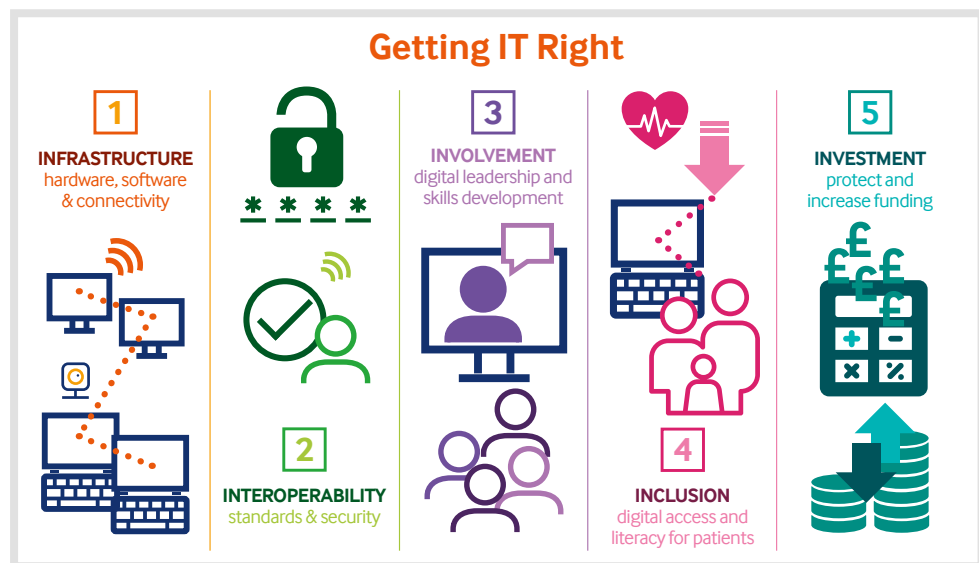 Getting IT Right
1
INFRASTRUCTURE
hardware, software
& connectivity
* * * *
2
INTEROPERABILITY
standards & security
3
INVOLVEMENT
digital leadership and
skills development
4
INCLUSION
digital access and
literacy for patients
5
INVESTMENT
protect and
increase funding
£
£ £
£
£
+ -
× %